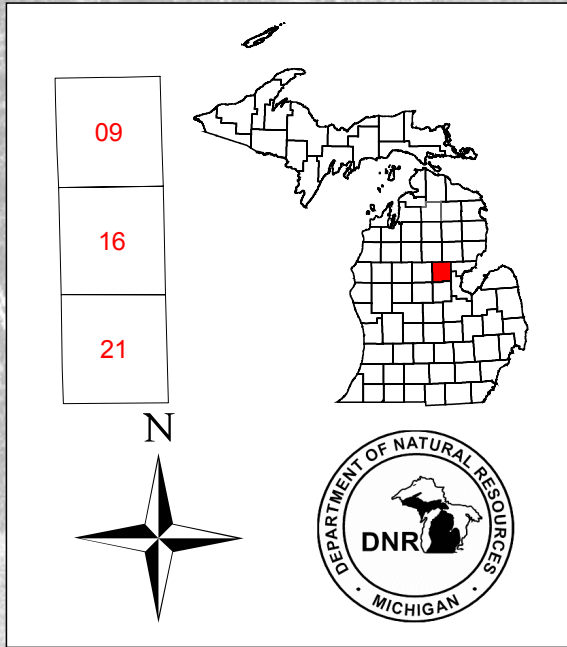 09
16
21
N
DEPARTMENT OF NATURAL RESOURCES
DNR
· MICHIGAN ·